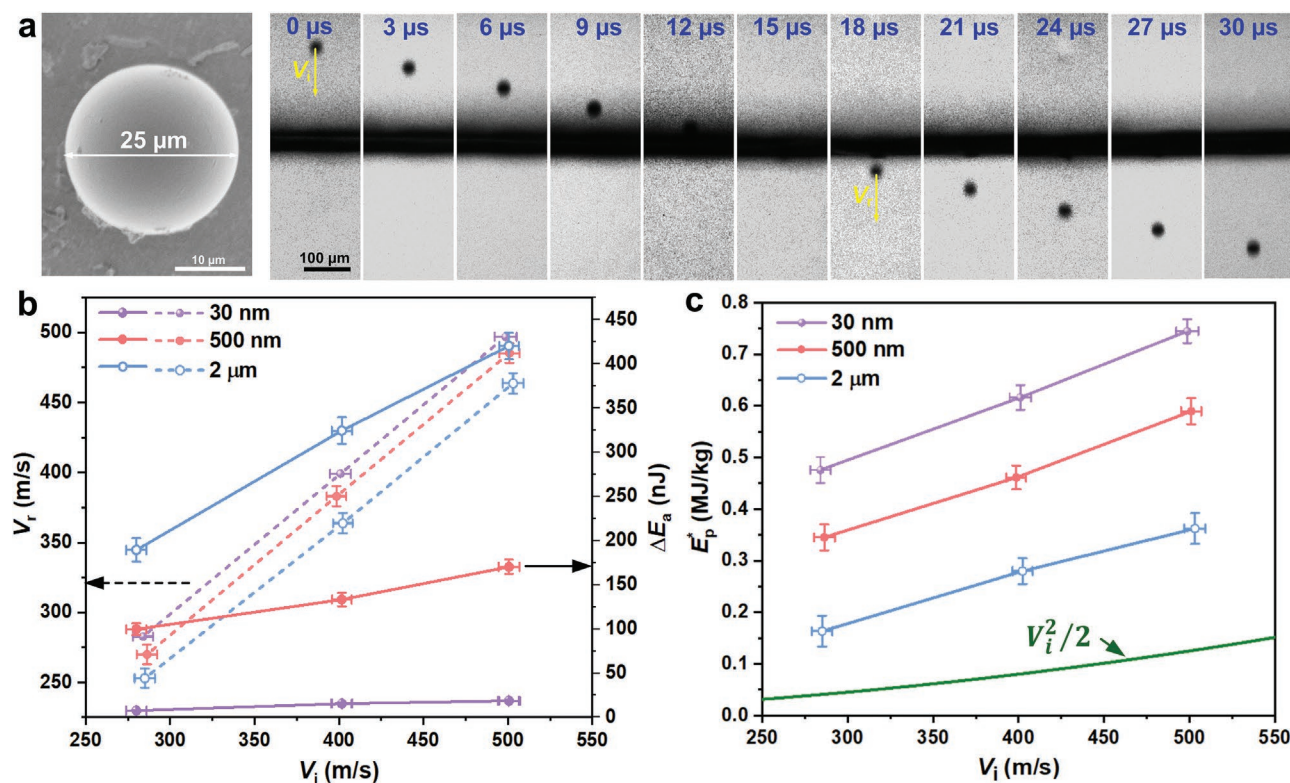 a
25 µm
10 µm
0 µs 3 µs 6 µs 9 µs 12 µs 15 µs 18 µs 21 µs 24 µs 27 µs 30 µs
Vi
Vr
100 µm
b
30 nm
500 nm
2 µm
500
450
400
350
300
250
Vr (m/s)
450
400
350
300
250
200
150
100
50
0
ΔEa (nJ)
250 300 350 400 450 500 550
Vi (m/s)
c
30 nm
500 nm
2 µm
0.8
0.7
0.6
0.5
0.4
0.3
0.2
0.1
0.0
E*p (MJ/kg)
Vi²/2
250 300 350 400 450 500 550
Vi (m/s)